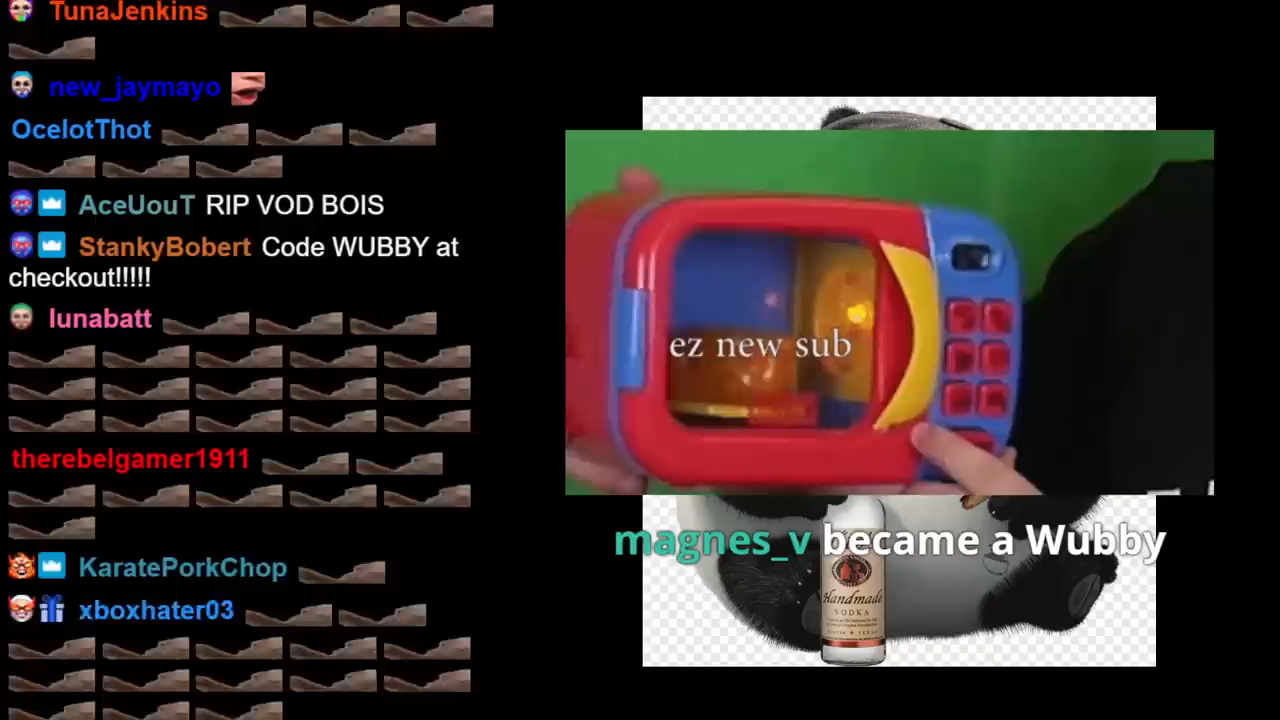 TunaJenkins
new_jaymayo
OcelotThot
AceUouT RIP VOD BOIS
StankyBobert Code WUBBY at
checkout!!!!!
lunabatt
therebelgamer1911
KaratePorkChop
xboxhater03
ez new sub
magnes_v became a Wubby
Handmade
VODKA